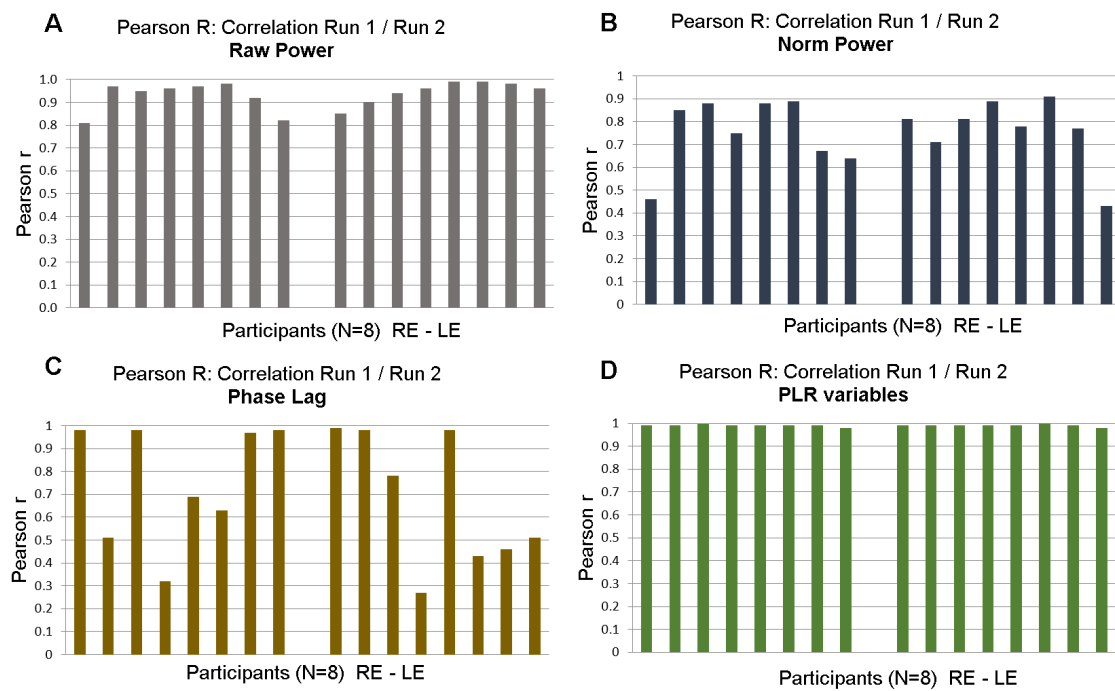 A
Pearson R: Correlation Run 1 / Run 2
Raw Power
Pearson r
1.0
0.9
0.8
0.7
0.6
0.5
0.4
0.3
0.2
0.1
0.0
Participants (N=8) RE - LE
B
Pearson R: Correlation Run 1 / Run 2
Norm Power
Pearson r
1
0.9
0.8
0.7
0.6
0.5
0.4
0.3
0.2
0.1
0
Participants (N=8) RE - LE
C
Pearson R: Correlation Run 1 / Run 2
Phase Lag
Pearson r
1
0.9
0.8
0.7
0.6
0.5
0.4
0.3
0.2
0.1
0
Participants (N=8) RE - LE
D
Pearson R: Correlation Run 1 / Run 2
PLR variables
Pearson r
1
0.9
0.8
0.7
0.6
0.5
0.4
0.3
0.2
0.1
0
Participants (N=8) RE - LE